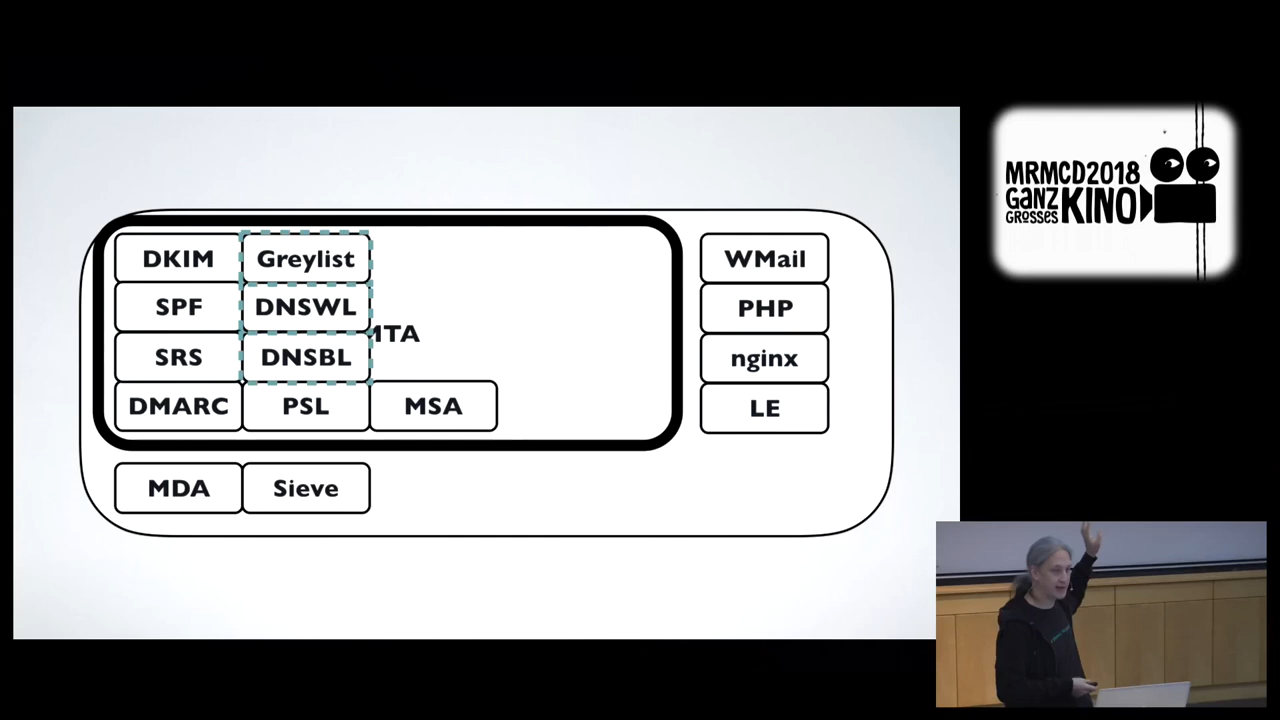 DKIM
Greylist
SPF
DNSWL
MTA
SRS
DNSBL
DMARC
PSL
MSA
MDA
Sieve
WMail
PHP
nginx
LE
MRMCD2018
GANZ
GROSSES
KINO